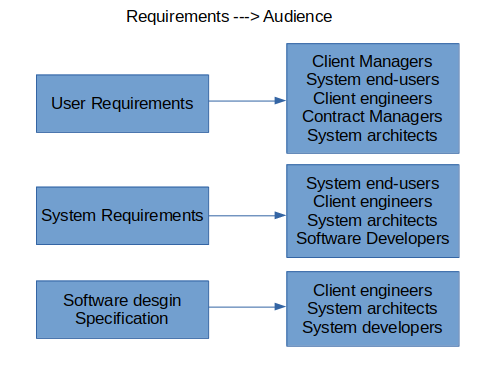 Requirements ---> Audience
User Requirements
Client Managers
System end-users
Client engineers
Contract Managers
System architects
System Requirements
System end-users
Client engineers
System architects
Software Developers
Software desgin
Specification
Client engineers
System architects
System developers